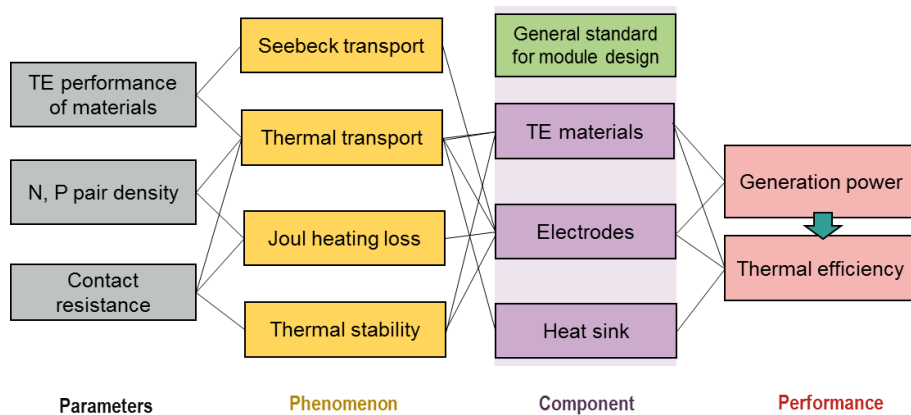 TE performance
of materials
N, P pair density
Contact
resistance
Parameters
Seebeck transport
Thermal transport
Joul heating loss
Thermal stability
Phenomenon
General standard
for module design
TE materials
Electrodes
Heat sink
Component
Generation power
Thermal efficiency
Performance